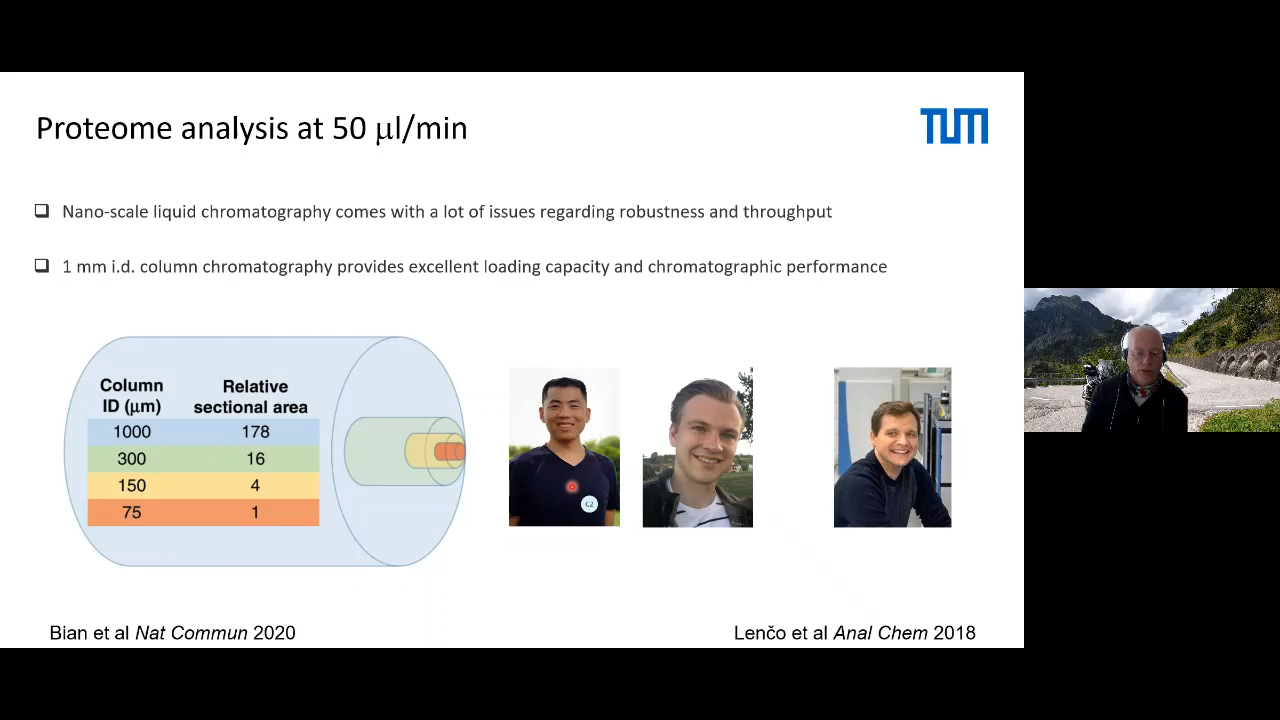 Proteome analysis at 50 µl/min
TUM
Nano-scale liquid chromatography comes with a lot of issues regarding robustness and throughput
1 mm i.d. column chromatography provides excellent loading capacity and chromatographic performance
Column ID (µm) Relative sectional area
1000 178
300 16
150 4
75 1
CZ
Bian et al Nat Commun 2020
Lenčo et al Anal Chem 2018